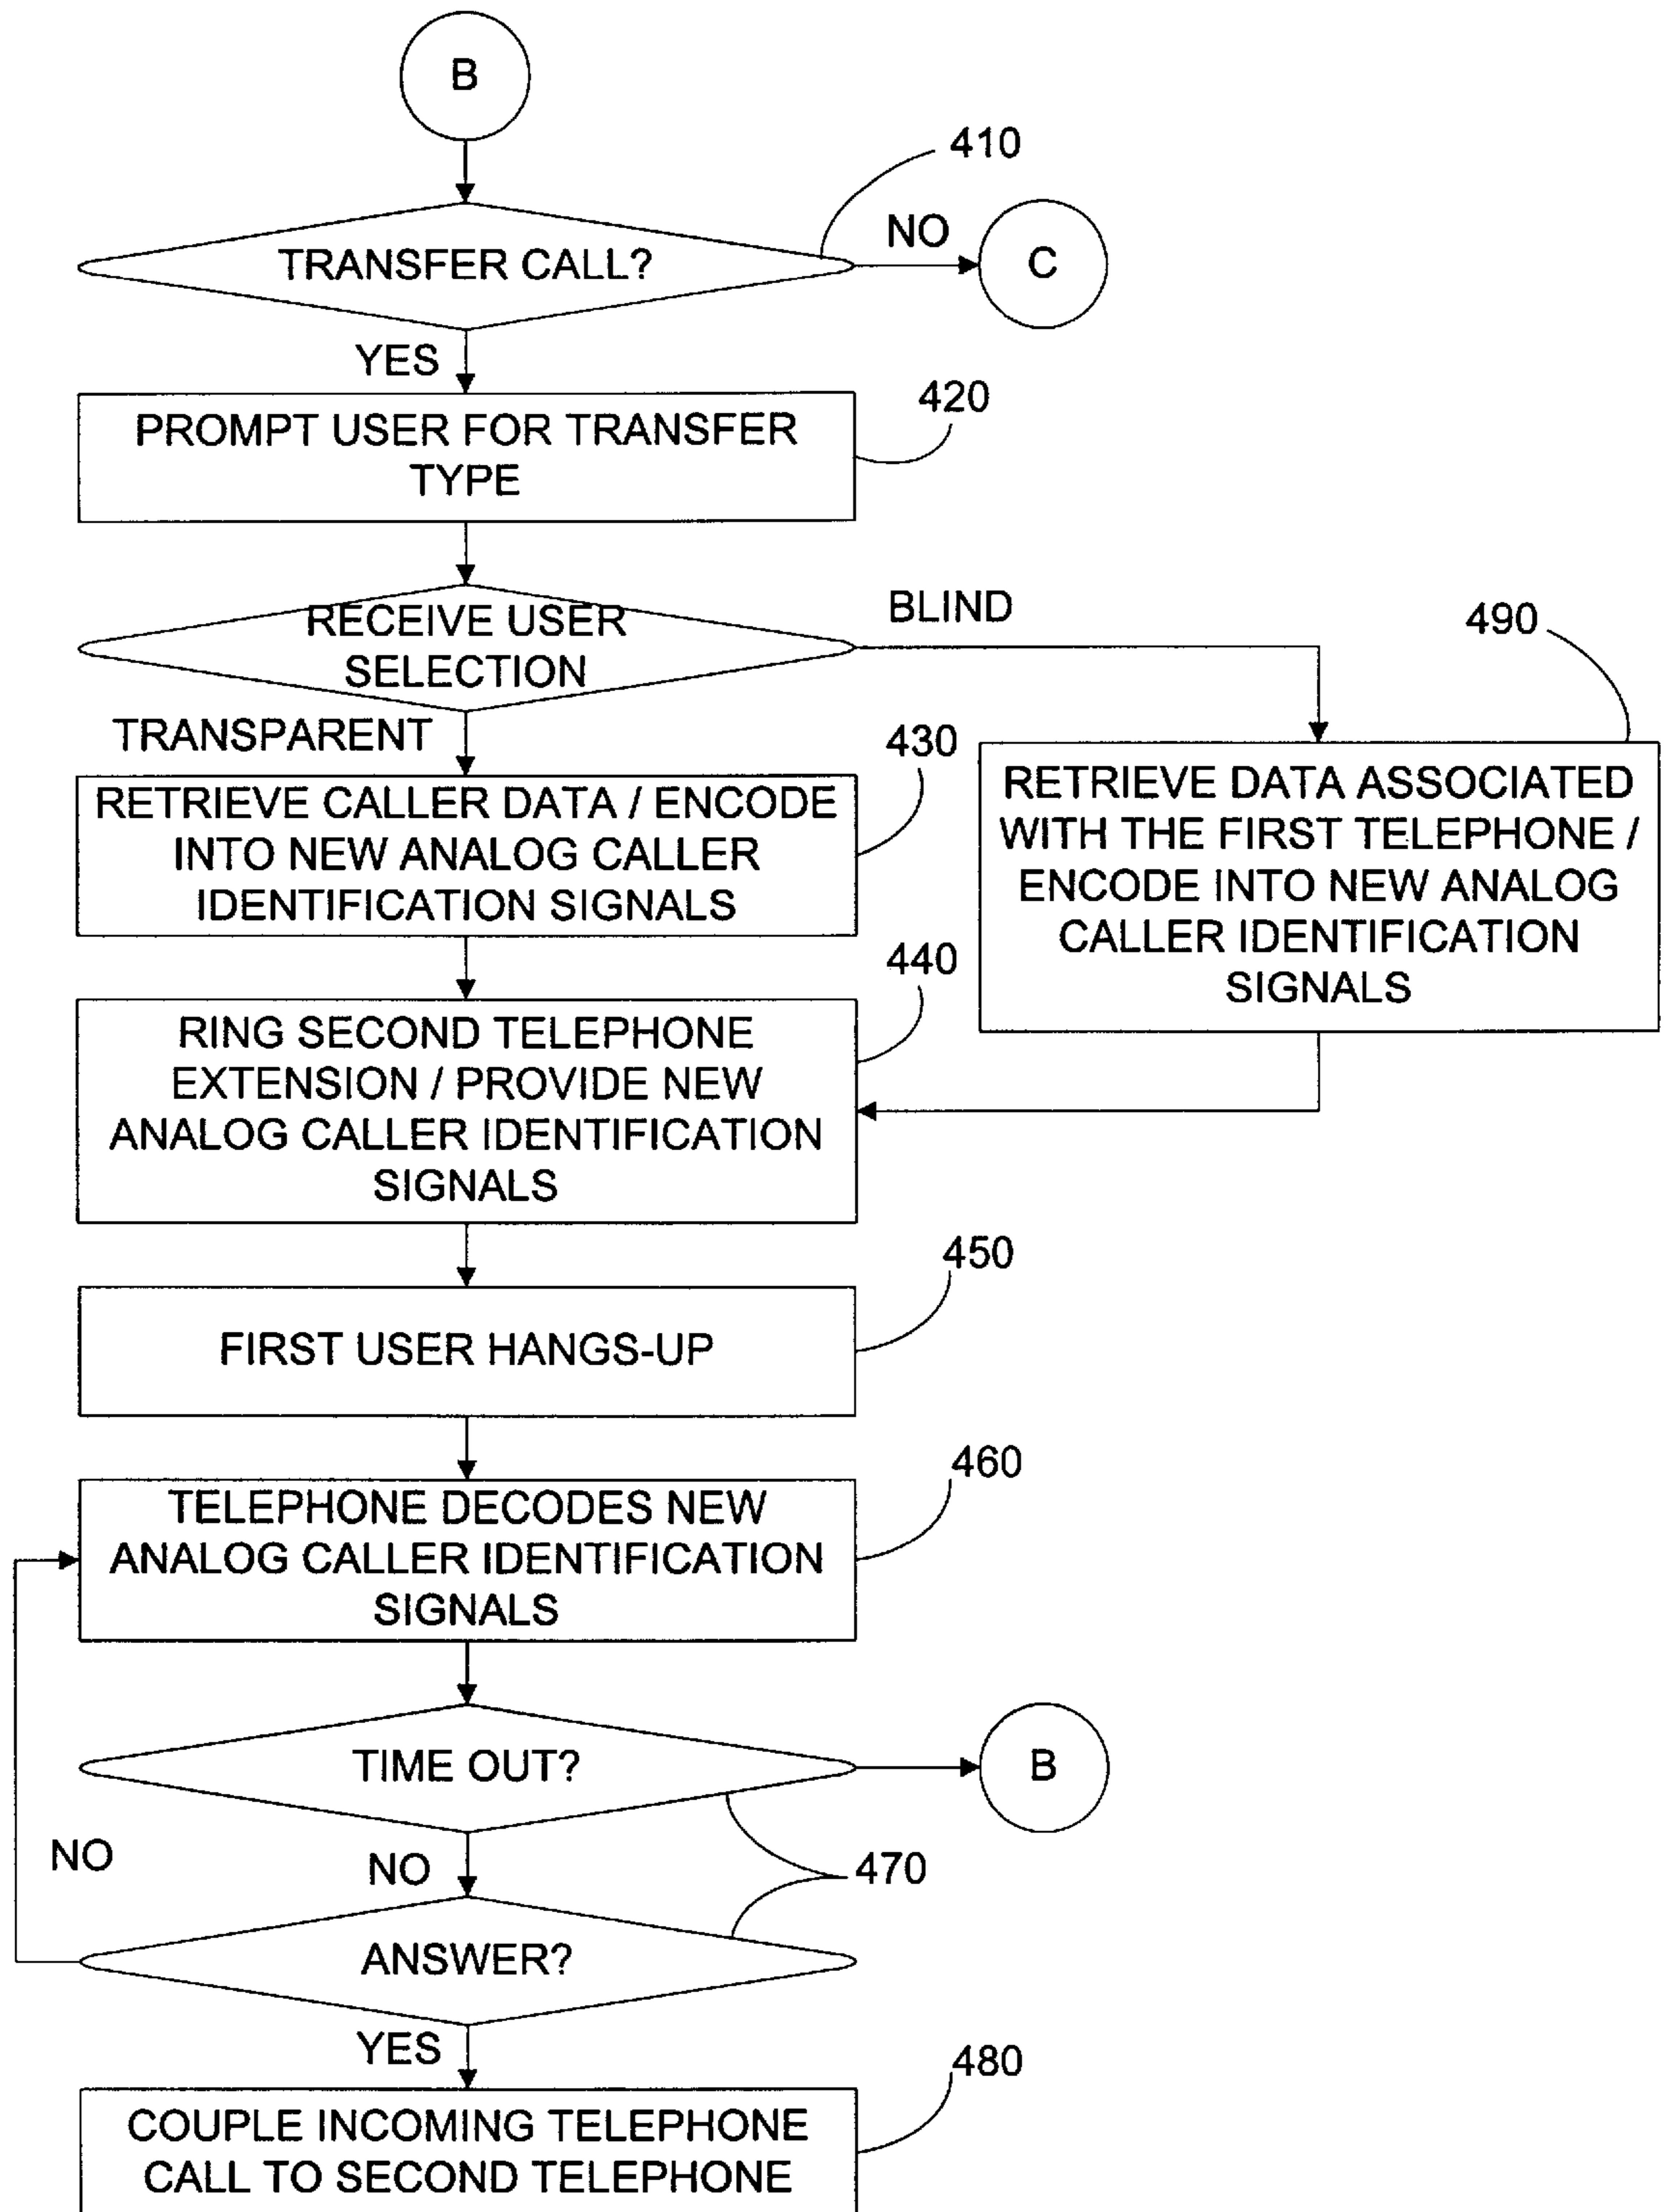 B
410
TRANSFER CALL?
NO
C
YES
PROMPT USER FOR TRANSFER
TYPE
420
RECEIVE USER
SELECTION
BLIND
490
TRANSPARENT
430
RETRIEVE CALLER DATA / ENCODE
INTO NEW ANALOG CALLER
IDENTIFICATION SIGNALS
RETRIEVE DATA ASSOCIATED
WITH THE FIRST TELEPHONE /
ENCODE INTO NEW ANALOG
CALLER IDENTIFICATION
SIGNALS
440
RING SECOND TELEPHONE
EXTENSION / PROVIDE NEW
ANALOG CALLER IDENTIFICATION
SIGNALS
450
FIRST USER HANGS-UP
460
TELEPHONE DECODES NEW
ANALOG CALLER IDENTIFICATION
SIGNALS
TIME OUT?
B
NO
NO
470
ANSWER?
YES
480
COUPLE INCOMING TELEPHONE
CALL TO SECOND TELEPHONE